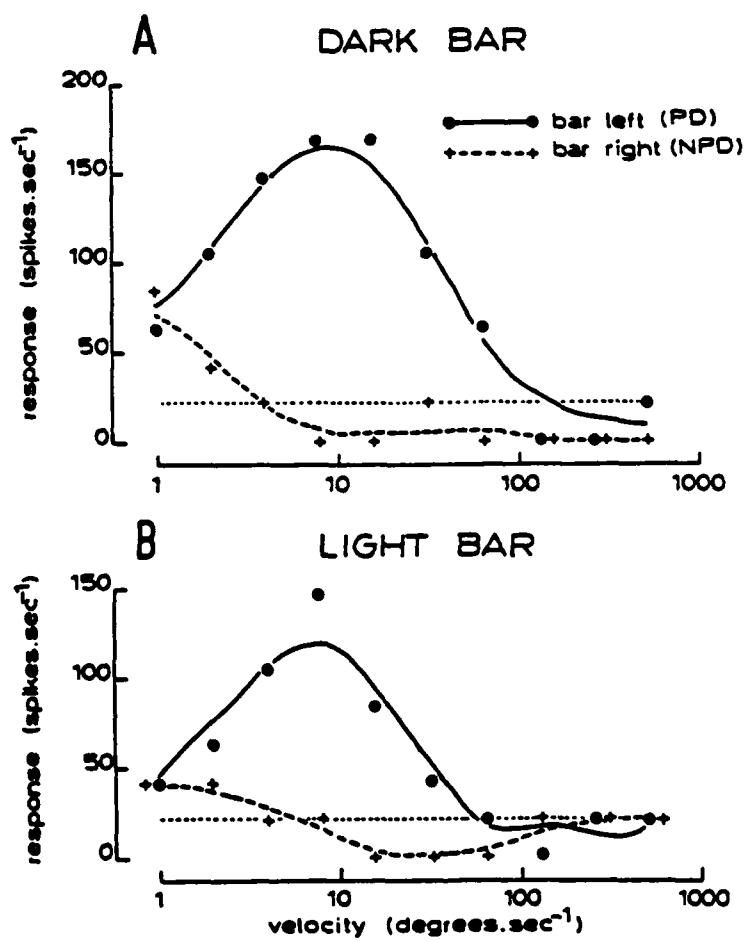 A DARK BAR
200
150
100
50
0
response (spikes.sec⁻¹)
bar left (PD)
bar right (NPD)
1 10 100 1000
B LIGHT BAR
150
100
50
0
response (spikes.sec⁻¹)
1 10 100 1000
velocity (degrees.sec⁻¹)